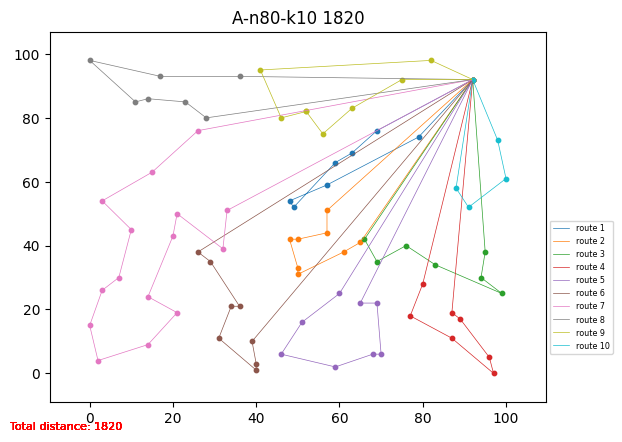 A-n80-k10 1820
100
80
60
40
20
0
0
20
40
60
80
100
route 1
route 2
route 3
route 4
route 5
route 6
route 7
route 8
route 9
route 10
Total distance: 1820